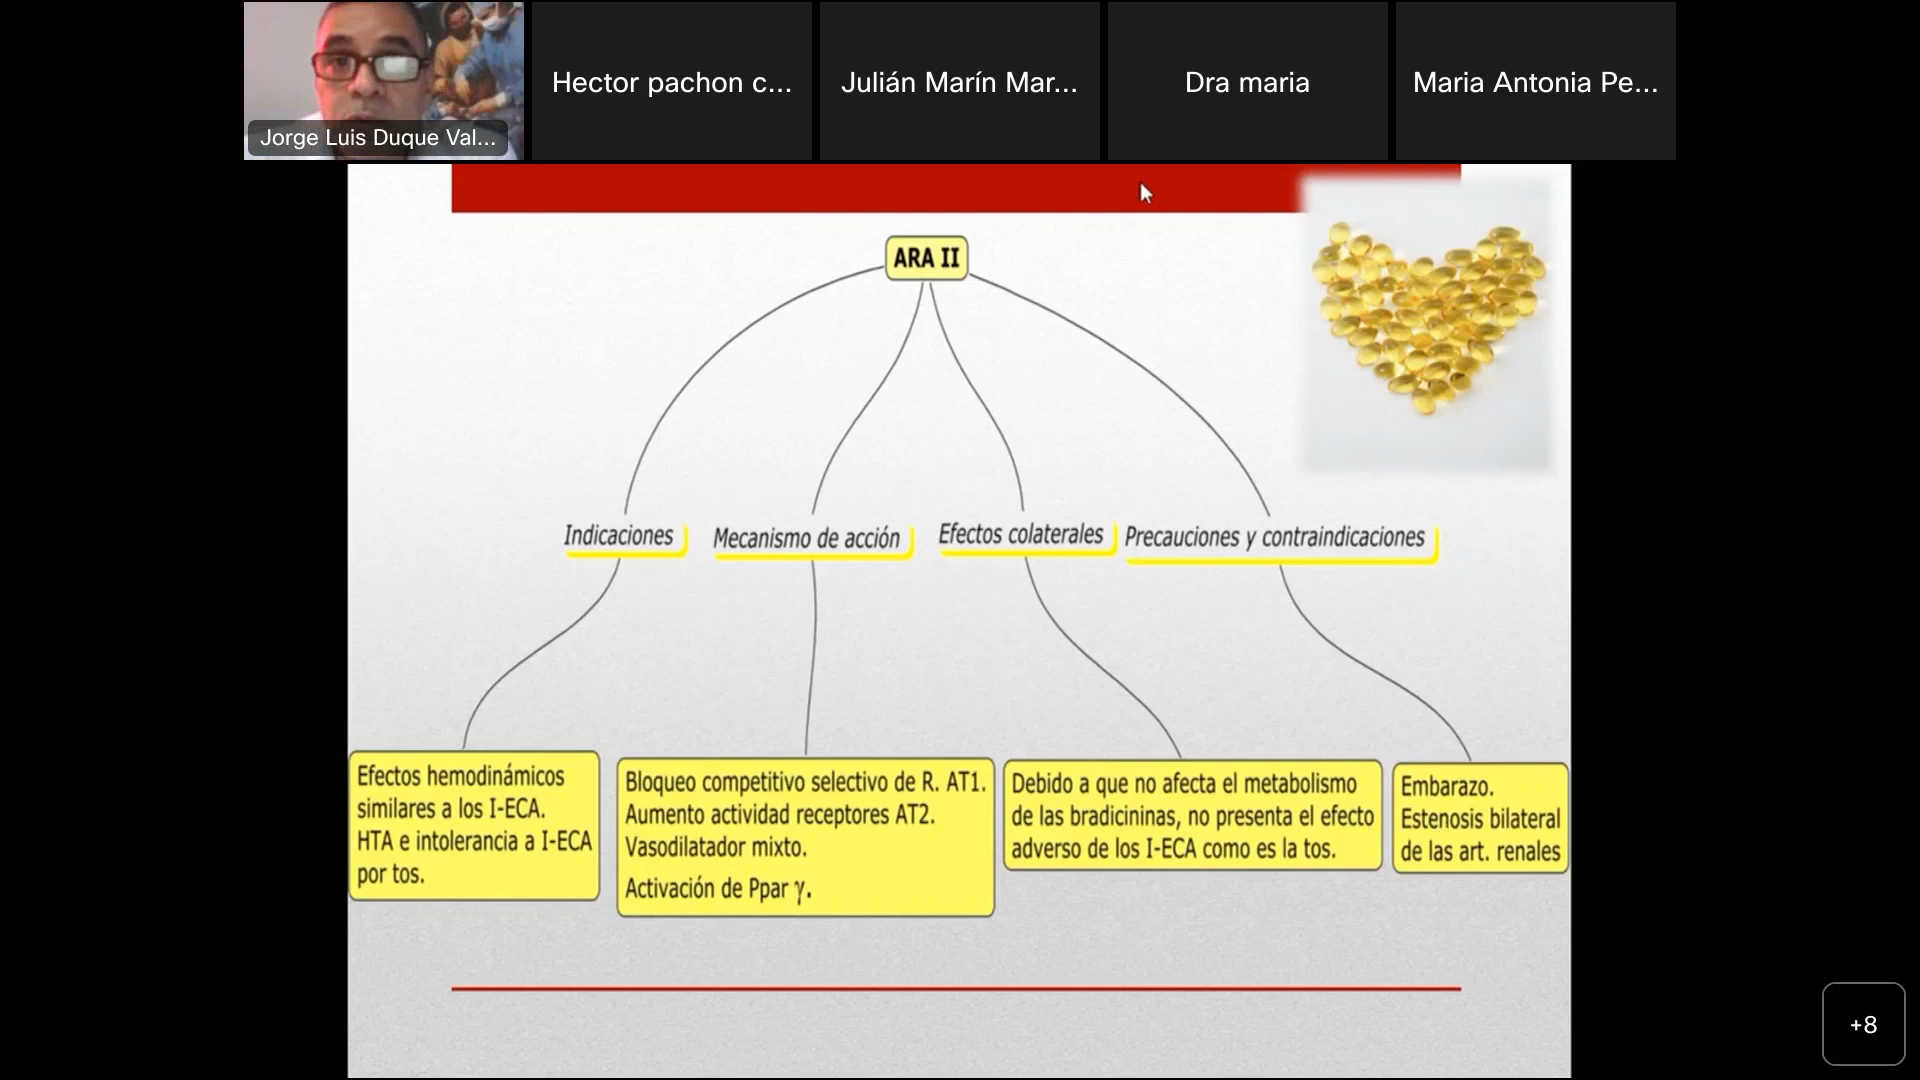 Hector pachon c...
Julián Marín Mar...
Dra maria
Maria Antonia Pe...
Jorge Luis Duque Val...
ARA II
Indicaciones
Mecanismo de acción
Efectos colaterales
Precauciones y contraindicaciones
Efectos hemodinámicos
similares a los I-ECA.
HTA e intolerancia a I-ECA
por tos.
Bloqueo competitivo selectivo de R. AT1.
Aumento actividad receptores AT2.
Vasodilatador mixto.
Activación de Ppar γ.
Debido a que no afecta el metabolismo
de las bradicininas, no presenta el efecto
adverso de los I-ECA como es la tos.
Embarazo.
Estenosis bilateral
de las art. renales
+8